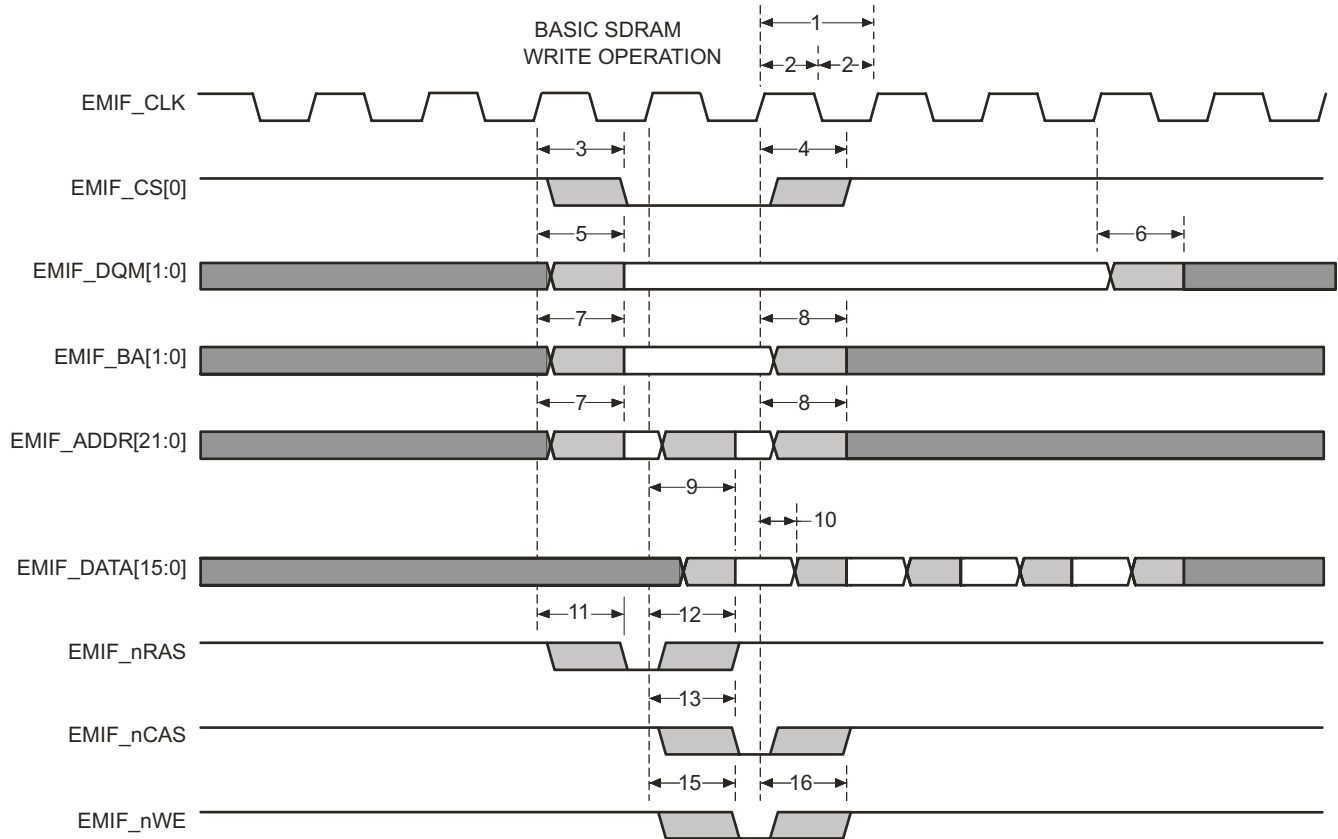 BASIC SDRAM
WRITE OPERATION
1
2 2
EMIF_CLK
3 4
EMIF_CS[0]
5 6
EMIF_DQM[1:0]
7 8
EMIF_BA[1:0]
7 8
EMIF_ADDR[21:0]
9
10
EMIF_DATA[15:0]
11 12
EMIF_nRAS
13
EMIF_nCAS
15 16
EMIF_nWE